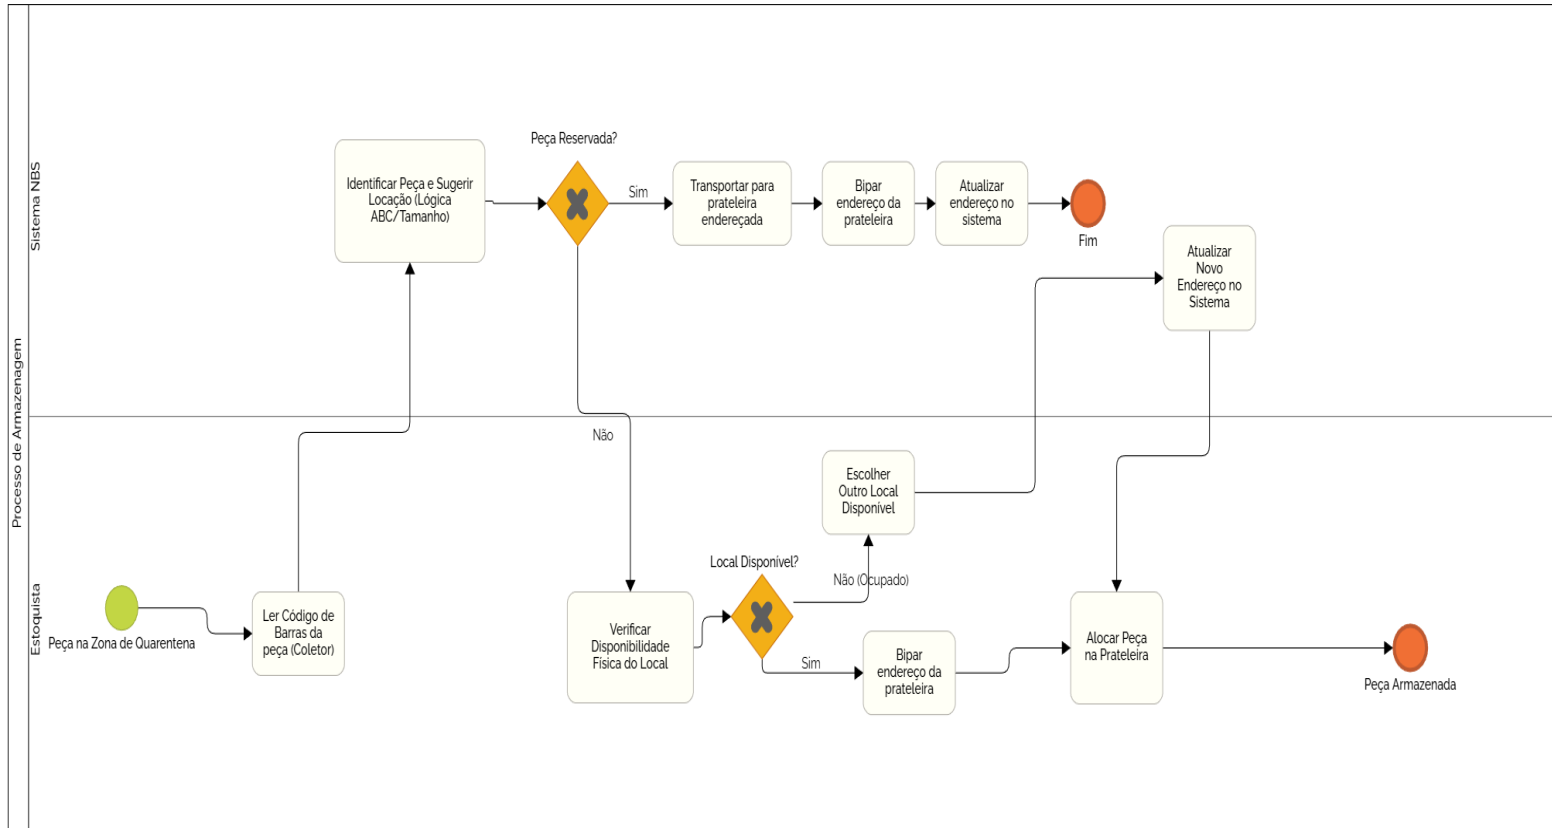 Processo de Armazenagem
Sistema NBS
Peça Reservada?
Identificar Peça e Sugerir
Locação (Lógica
ABC/Tamanho)
Sim
Transportar para
prateleira
endereçada
Bipar
endereço da
prateleira
Atualizar
endereço no
sistema
Fim
Atualizar
Novo
Endereço no
Sistema
Não
Estoquista
Peça na Zona de Quarentena
Ler Código de
Barras da
peça (Coletor)
Verificar
Disponibilidade
Física do Local
Local Disponível?
Não (Ocupado)
Escolher
Outro Local
Disponível
Sim
Bipar
endereço da
prateleira
Alocar Peça
na Prateleira
Peça Armazenada